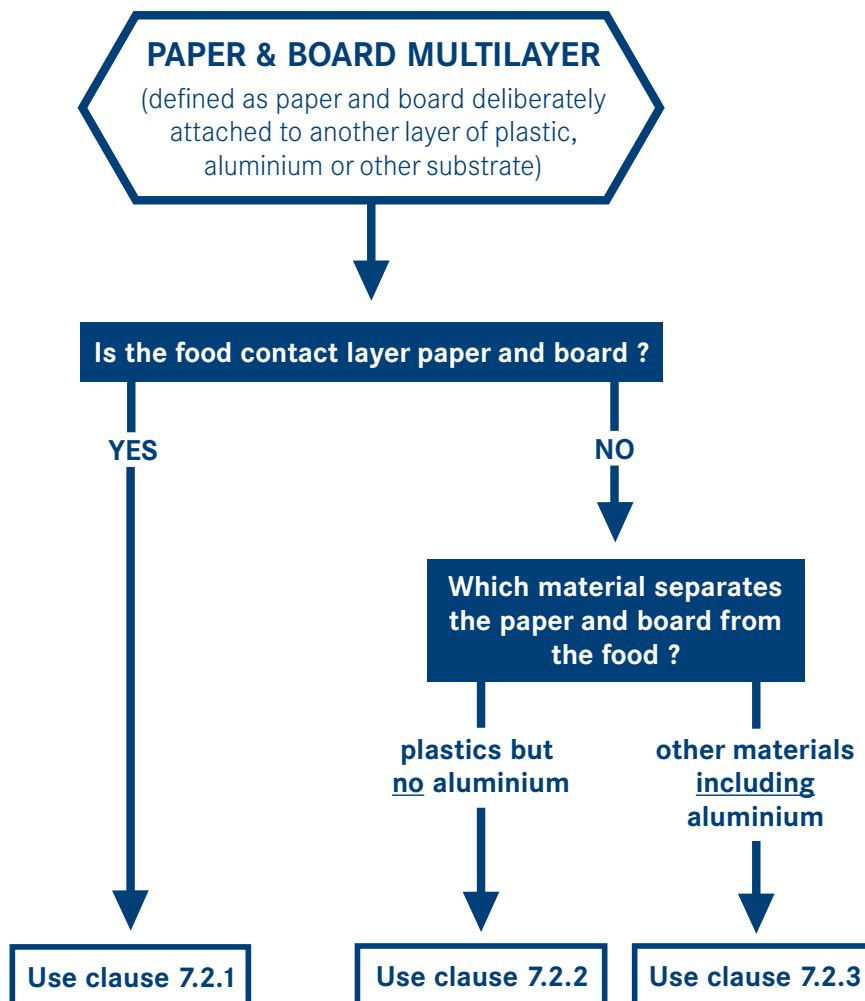 PAPER & BOARD MULTILAYER
(defined as paper and board deliberately
attached to another layer of plastic,
aluminium or other substrate)
Is the food contact layer paper and board ?
YES
NO
Which material separates
the paper and board from
the food ?
plastics but
no aluminium
other materials
including
aluminium
Use clause 7.2.1
Use clause 7.2.2
Use clause 7.2.3